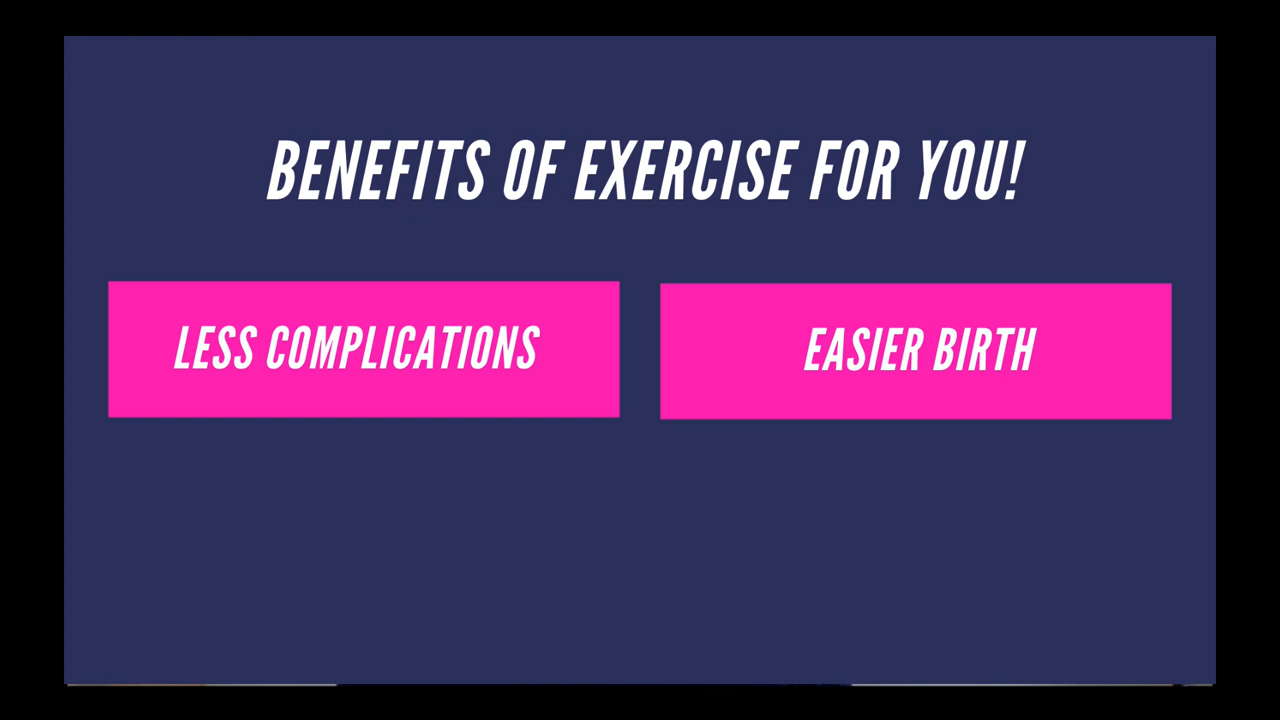 BENEFITS OF EXERCISE FOR YOU!
LESS COMPLICATIONS
EASIER BIRTH